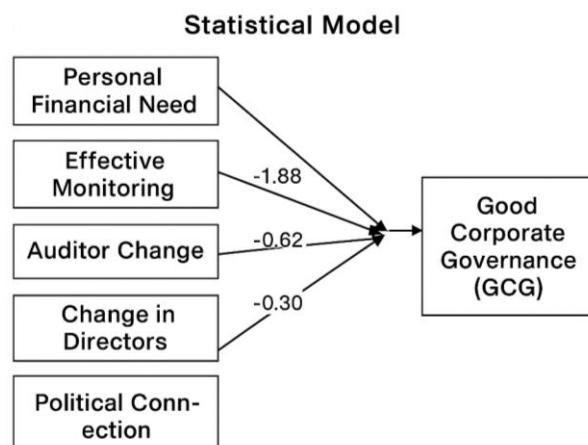 Statistical Model
Personal
Financial Need
Effective
Monitoring
-1.88
Auditor Change
-0.62
Change in
Directors
-0.30
Political Conn-
ection
Good
Corporate
Governance
(GCG)